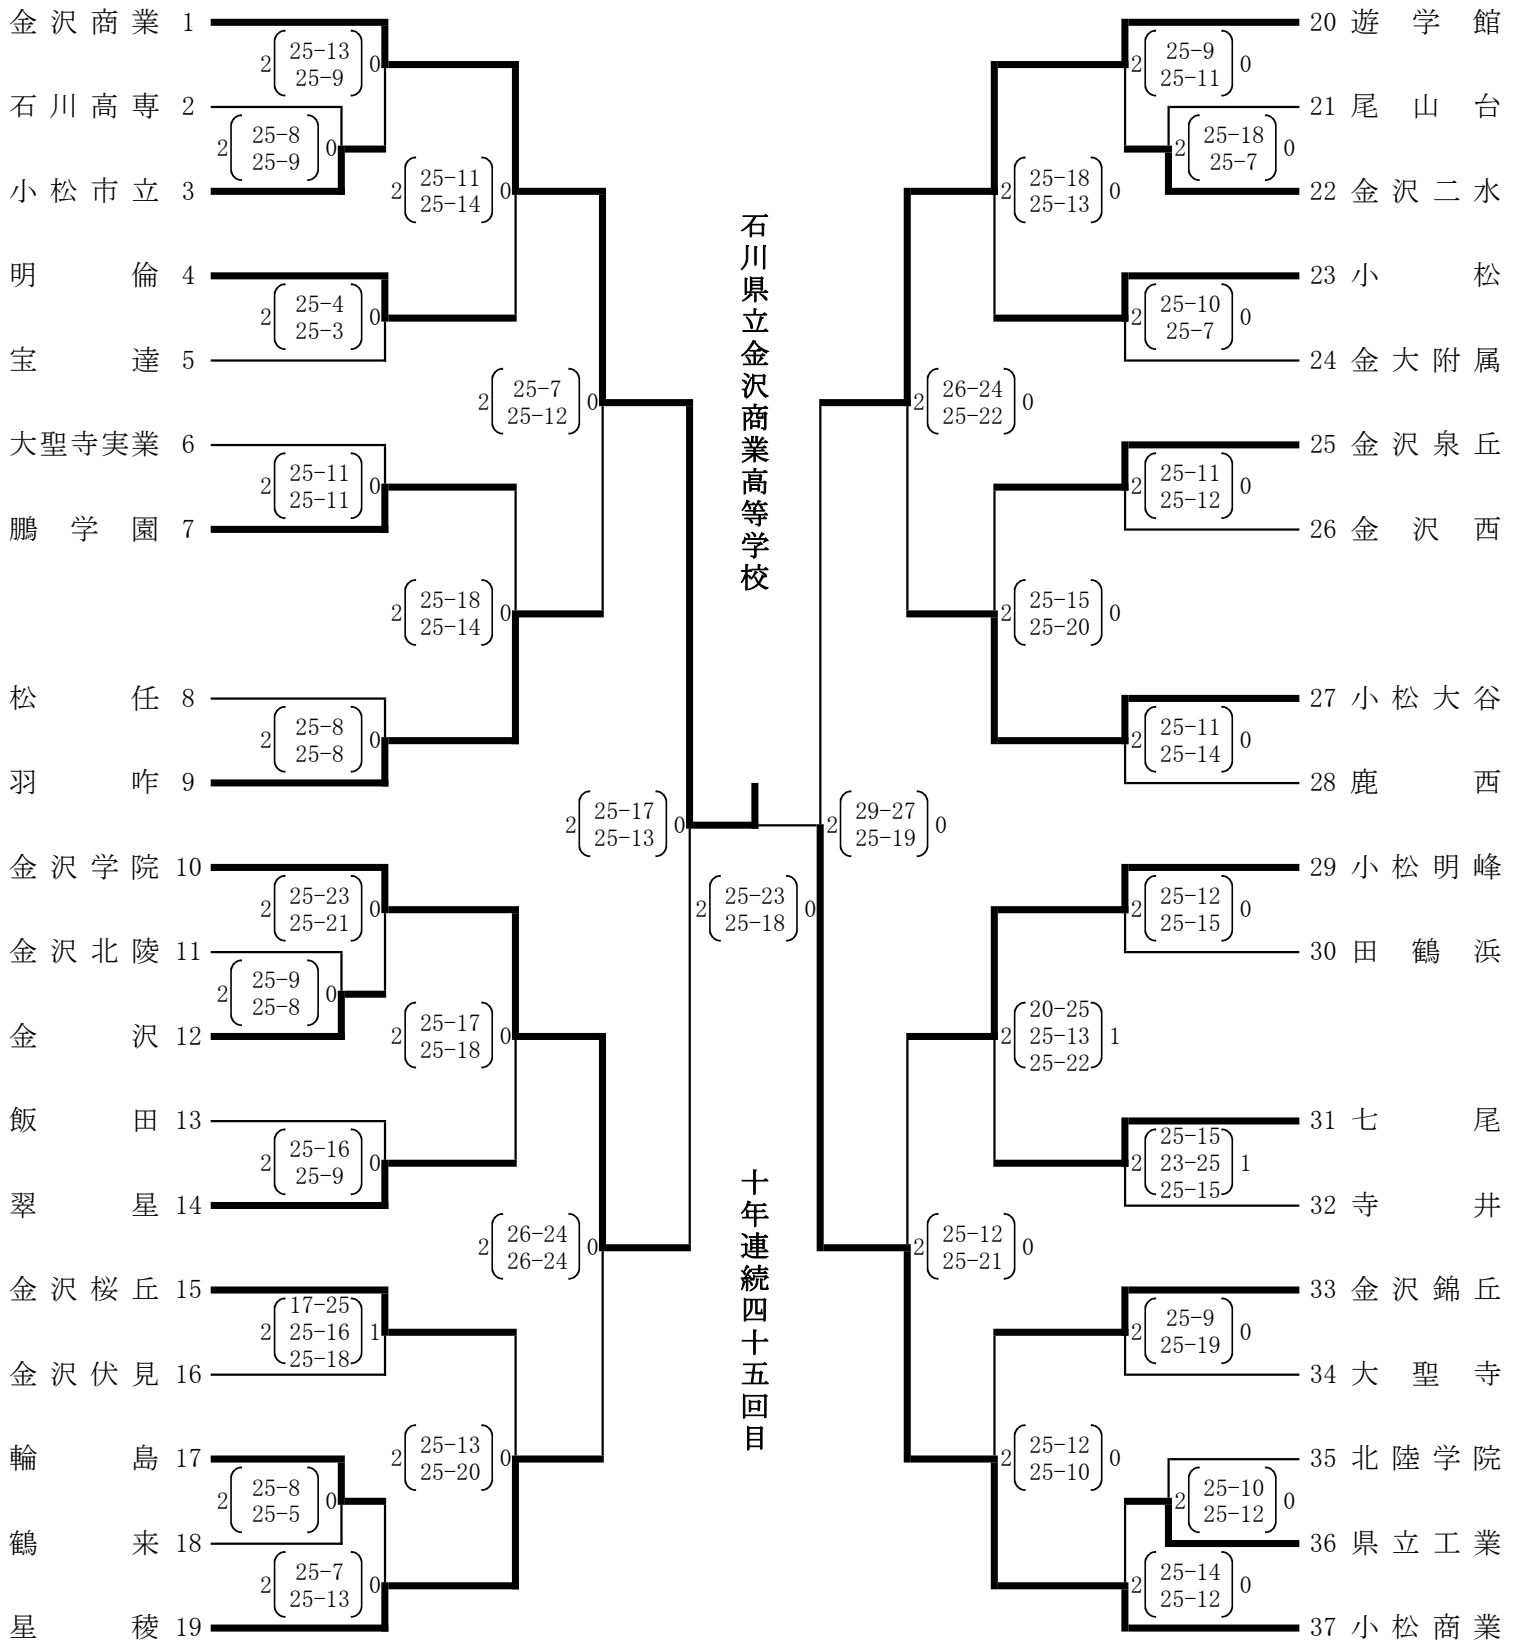 金沢商業 1
2 25-13 0
25-9
石川高専 2
2 25-8 0
25-9
小松市立 3
2 25-11 0
25-14
明倫 4
2 25-4 0
25-3
宝達 5
2 25-7 0
25-12
大聖寺実業 6
2 25-11 0
25-11
鵬学園 7
2 25-18 0
25-14
松任 8
2 25-8 0
25-8
羽咋 9
2 25-17 0
25-13
金沢学院 10
2 25-23 0
25-21
金沢北陵 11
2 25-9 0
25-8
金沢 12
2 25-17 0
25-18
飯田 13
2 25-16 0
25-9
翠星 14
2 26-24 0
26-24
金沢桜丘 15
17-25
2 25-16 1
25-18
金沢伏見 16
輪島 17
2 25-13 0
25-20
2 25-8 0
25-5
鶴来 18
2 25-7 0
25-13
星稜 19
石川県立金沢商業高等学校
2 25-23 0
25-18
十年連続四十五回目
20 遊学館
2 25-9 0
25-11
21 尾山台
2 25-18 0
25-7
22 金沢二水
2 25-18 0
25-13
23 小松
2 25-10 0
25-7
24 金大附属
2 26-24 0
25-22
25 金沢泉丘
2 25-11 0
25-12
26 金沢西
2 25-15 0
25-20
27 小松大谷
2 25-11 0
25-14
28 鹿西
2 29-27 0
25-19
29 小松明峰
2 25-12 0
25-15
30 田鶴浜
20-25
2 25-13 1
25-22
31 七尾
25-15
2 23-25 1
25-15
32 寺井
2 25-12 0
25-21
33 金沢錦丘
2 25-9 0
25-19
34 大聖寺
2 25-12 0
25-10
35 北陸学院
2 25-10 0
25-12
36 県立工業
2 25-14 0
25-12
37 小松商業